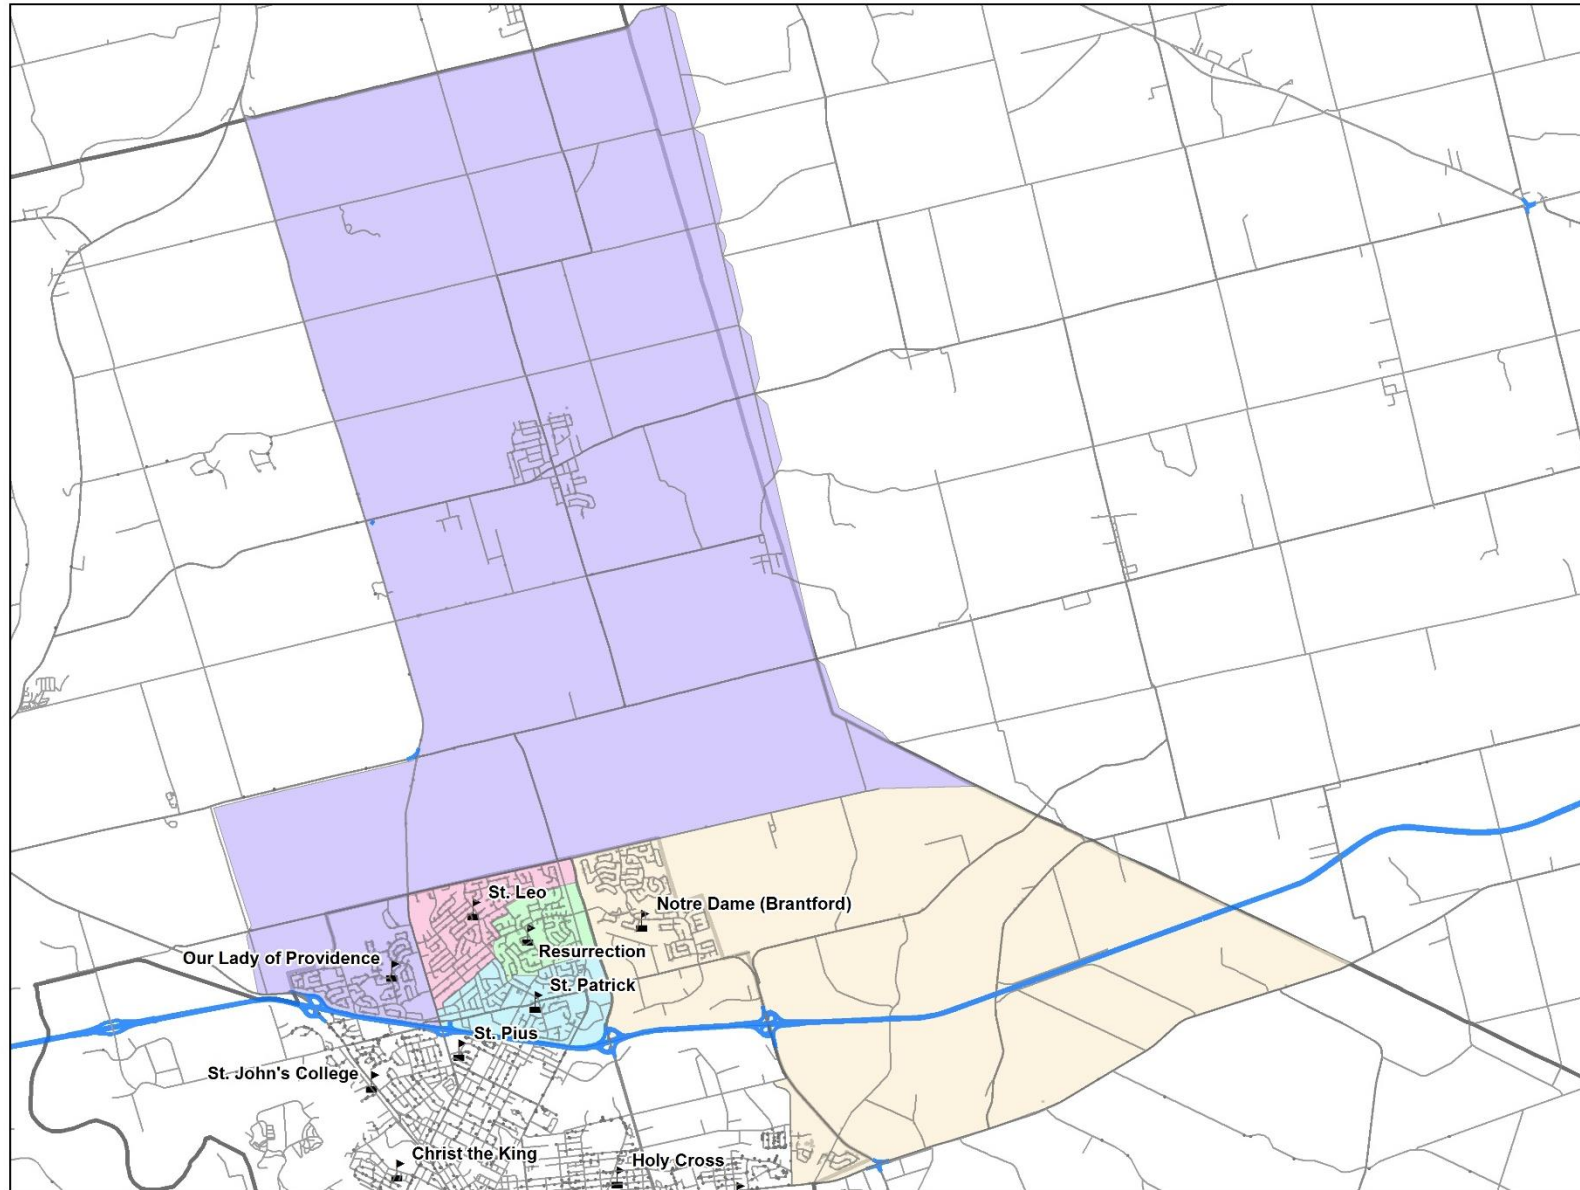 St. Leo
Notre Dame (Brantford)
Resurrection
Our Lady of Providence
St. Patrick
St. Pius
St. John's College
Christ the King
Holy Cross